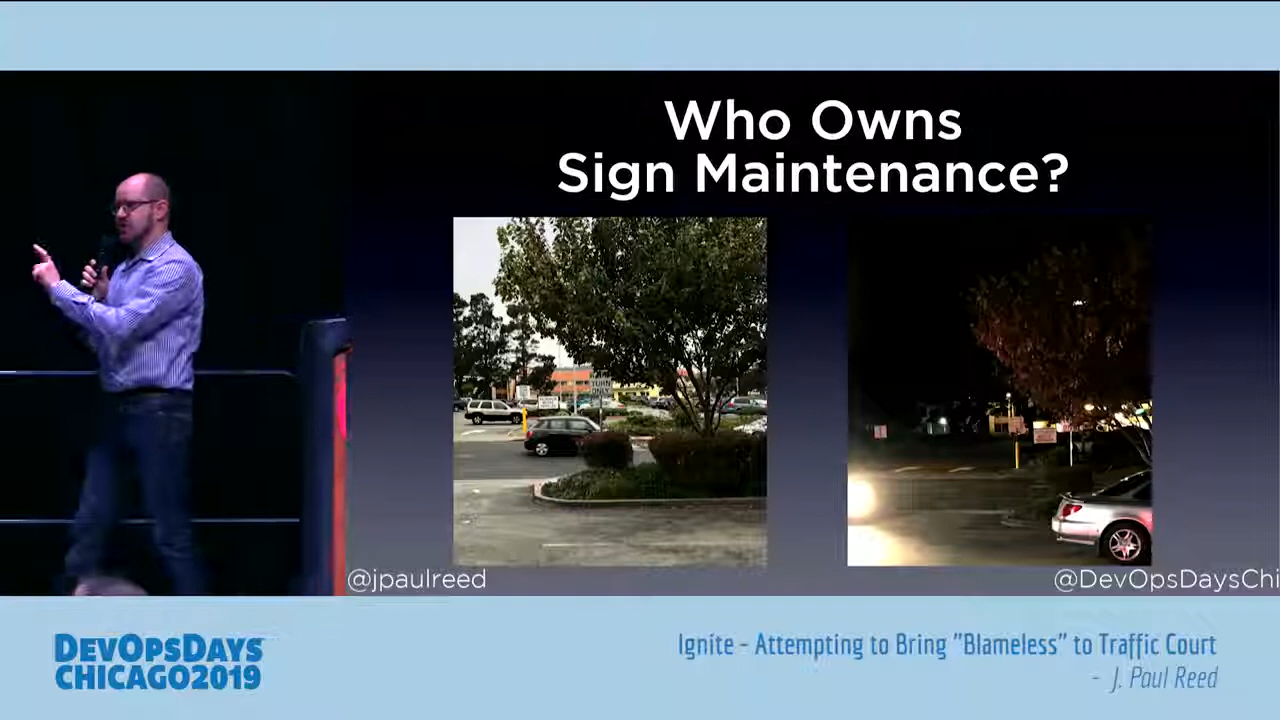 Who Owns
Sign Maintenance?
@jpaulreed
@DevOpsDaysChi
DEVOPSDAYS
CHICAGO2019
Ignite - Attempting to Bring "Blameless" to Traffic Court
- J. Paul Reed